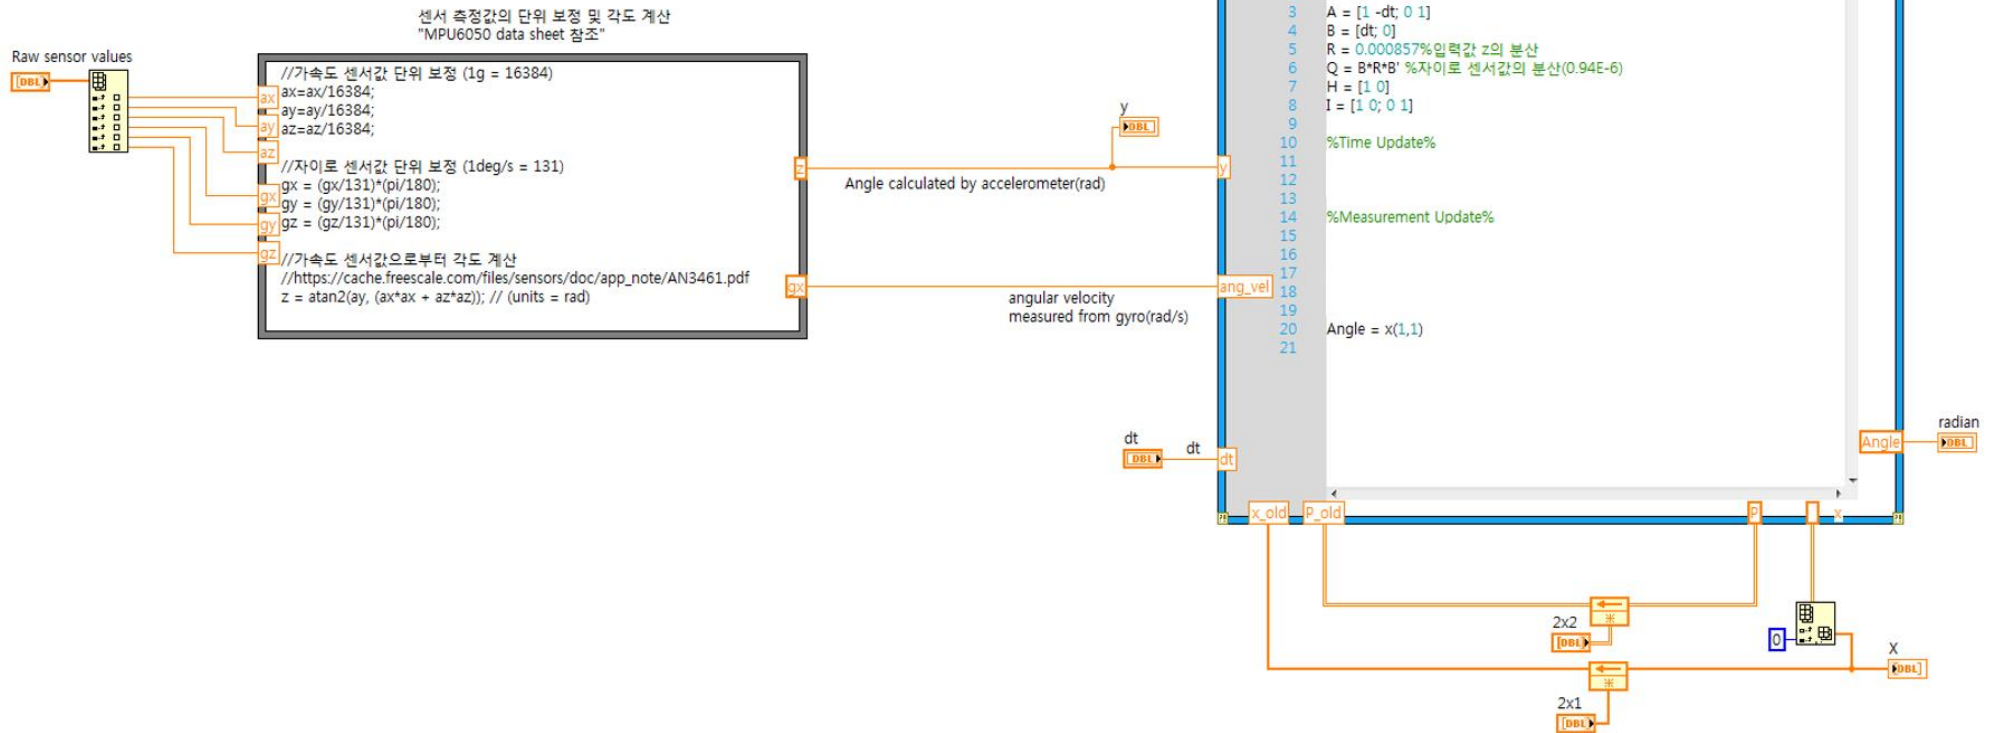 센서 측정값의 단위 보정 및 각도 계산
"MPU6050 data sheet 참조"
Raw sensor values
[DBL]
//가속도 센서값 단위 보정 (1g = 16384)
ax=ax/16384;
ay=ay/16384;
az=az/16384;
//자이로 센서값 단위 보정 (1deg/s = 131)
gx = (gx/131)*(pi/180);
gy = (gy/131)*(pi/180);
gz = (gz/131)*(pi/180);
//가속도 센서값으로부터 각도 계산
//https://cache.freescale.com/files/sensors/doc/app_note/AN3461.pdf
z = atan2(ay, (ax*ax + az*az)); // (units = rad)
ax
ay
az
gx
gy
gz
z
gx
y
DBL
Angle calculated by accelerometer(rad)
angular velocity
measured from gyro(rad/s)
dt
DBL
dt
y
ang_vel
dt
3 A = [1 -dt; 0 1]
4 B = [dt; 0]
5 R = 0.000857%입력값 z의 분산
6 Q = B*R*B' %자이로 센서값의 분산(0.94E-6)
7 H = [1 0]
8 I = [1 0; 0 1]
9
10 %Time Update%
11
12
13
14 %Measurement Update%
15
16
17
18
19
20 Angle = x(1,1)
21
Angle
radian
DBL
x_old
P_old
P
x
2x2
[DBL]
0
X
[DBL]
2x1
[DBL]